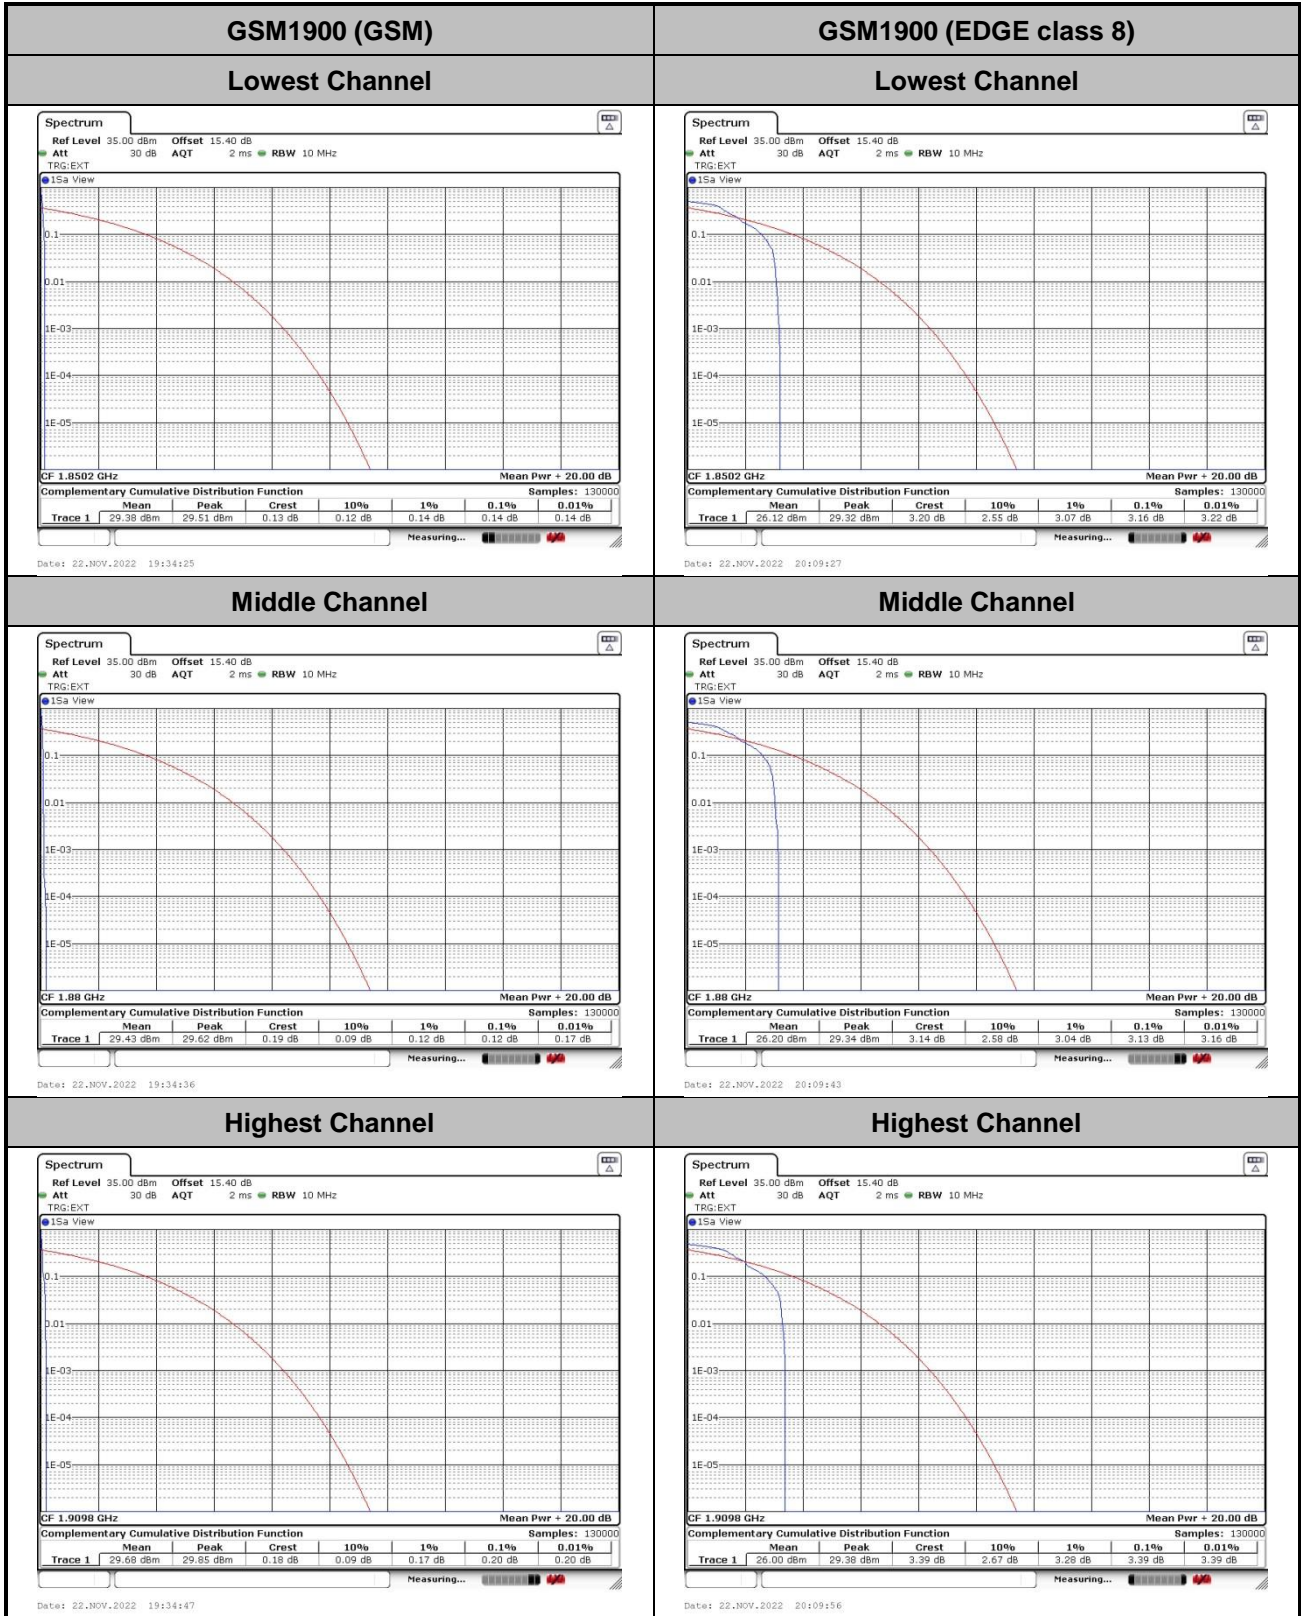 GSM1900 (GSM) GSM1900 (EDGE class 8)
Lowest Channel Lowest Channel
Spectrum
Ref Level 35.00 dBm Offset 15.40 dB
Att 30 dB AQT 2 ms RBW 10 MHz
TRG:EXT
1Sa View
0.1
0.01
1E-03
1E-04
1E-05
CF 1.8502 GHz Mean Pwr + 20.00 dB
Complementary Cumulative Distribution Function Samples: 130000
Mean Peak Crest 10% 1% 0.1% 0.01%
Trace 1 29.38 dBm 29.51 dBm 0.13 dB 0.12 dB 0.14 dB 0.14 dB 0.14 dB
Measuring...
Date: 22.NOV.2022 19:34:25
Spectrum
Ref Level 35.00 dBm Offset 15.40 dB
Att 30 dB AQT 2 ms RBW 10 MHz
TRG:EXT
1Sa View
0.1
0.01
1E-03
1E-04
1E-05
CF 1.8502 GHz Mean Pwr + 20.00 dB
Complementary Cumulative Distribution Function Samples: 130000
Mean Peak Crest 10% 1% 0.1% 0.01%
Trace 1 26.12 dBm 29.32 dBm 3.20 dB 2.55 dB 3.07 dB 3.16 dB 3.22 dB
Measuring...
Date: 22.NOV.2022 20:09:27
Middle Channel Middle Channel
Spectrum
Ref Level 35.00 dBm Offset 15.40 dB
Att 30 dB AQT 2 ms RBW 10 MHz
TRG:EXT
1Sa View
0.1
0.01
1E-03
1E-04
1E-05
CF 1.88 GHz Mean Pwr + 20.00 dB
Complementary Cumulative Distribution Function Samples: 130000
Mean Peak Crest 10% 1% 0.1% 0.01%
Trace 1 29.43 dBm 29.62 dBm 0.19 dB 0.09 dB 0.12 dB 0.12 dB 0.17 dB
Measuring...
Date: 22.NOV.2022 19:34:36
Spectrum
Ref Level 35.00 dBm Offset 15.40 dB
Att 30 dB AQT 2 ms RBW 10 MHz
TRG:EXT
1Sa View
0.1
0.01
1E-03
1E-04
1E-05
CF 1.88 GHz Mean Pwr + 20.00 dB
Complementary Cumulative Distribution Function Samples: 130000
Mean Peak Crest 10% 1% 0.1% 0.01%
Trace 1 26.20 dBm 29.34 dBm 3.14 dB 2.58 dB 3.04 dB 3.13 dB 3.16 dB
Measuring...
Date: 22.NOV.2022 20:09:43
Highest Channel Highest Channel
Spectrum
Ref Level 35.00 dBm Offset 15.40 dB
Att 30 dB AQT 2 ms RBW 10 MHz
TRG:EXT
1Sa View
0.1
0.01
1E-03
1E-04
1E-05
CF 1.9098 GHz Mean Pwr + 20.00 dB
Complementary Cumulative Distribution Function Samples: 130000
Mean Peak Crest 10% 1% 0.1% 0.01%
Trace 1 29.68 dBm 29.85 dBm 0.18 dB 0.09 dB 0.17 dB 0.20 dB 0.20 dB
Measuring...
Date: 22.NOV.2022 19:34:47
Spectrum
Ref Level 35.00 dBm Offset 15.40 dB
Att 30 dB AQT 2 ms RBW 10 MHz
TRG:EXT
1Sa View
0.1
0.01
1E-03
1E-04
1E-05
CF 1.9098 GHz Mean Pwr + 20.00 dB
Complementary Cumulative Distribution Function Samples: 130000
Mean Peak Crest 10% 1% 0.1% 0.01%
Trace 1 26.00 dBm 29.38 dBm 3.39 dB 2.67 dB 3.28 dB 3.39 dB 3.39 dB
Measuring...
Date: 22.NOV.2022 20:09:56